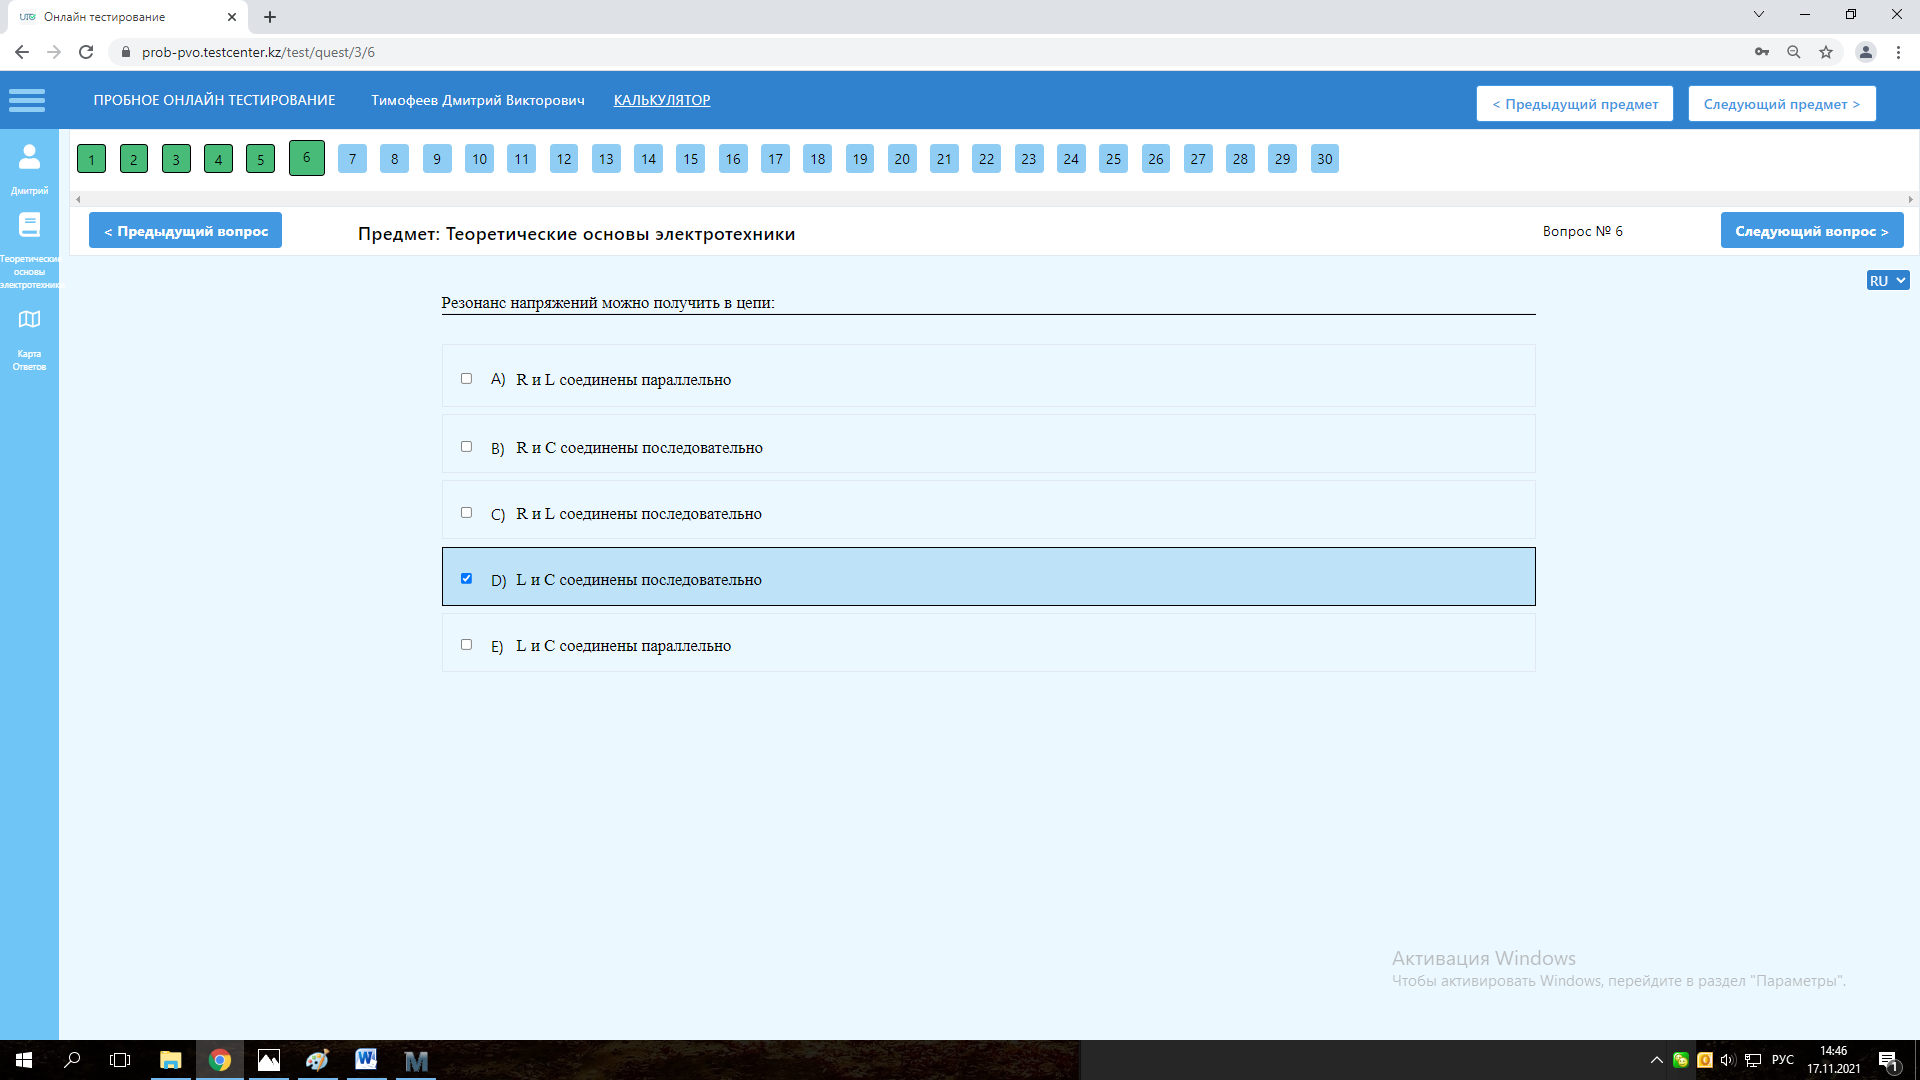 Онлайн тестирование
prob-pvo.testcenter.kz/test/quest/3/6
ПРОБНОЕ ОНЛАЙН ТЕСТИРОВАНИЕ Тимофеев Дмитрий Викторович КАЛЬКУЛЯТОР < Предыдущий предмет Следующий предмет >
1 2 3 4 5 6 7 8 9 10 11 12 13 14 15 16 17 18 19 20 21 22 23 24 25 26 27 28 29 30
Дмитрий
Теоретические
основы
электротехники
Карта
Ответов
< Предыдущий вопрос Предмет: Теоретические основы электротехники Вопрос № 6 Следующий вопрос >
RU
Резонанс напряжений можно получить в цепи:
A) R и L соединены параллельно
B) R и C соединены последовательно
C) R и L соединены последовательно
D) L и C соединены последовательно
E) L и C соединены параллельно
Активация Windows
Чтобы активировать Windows, перейдите в раздел "Параметры".
РУС 14:46
17.11.2021
1